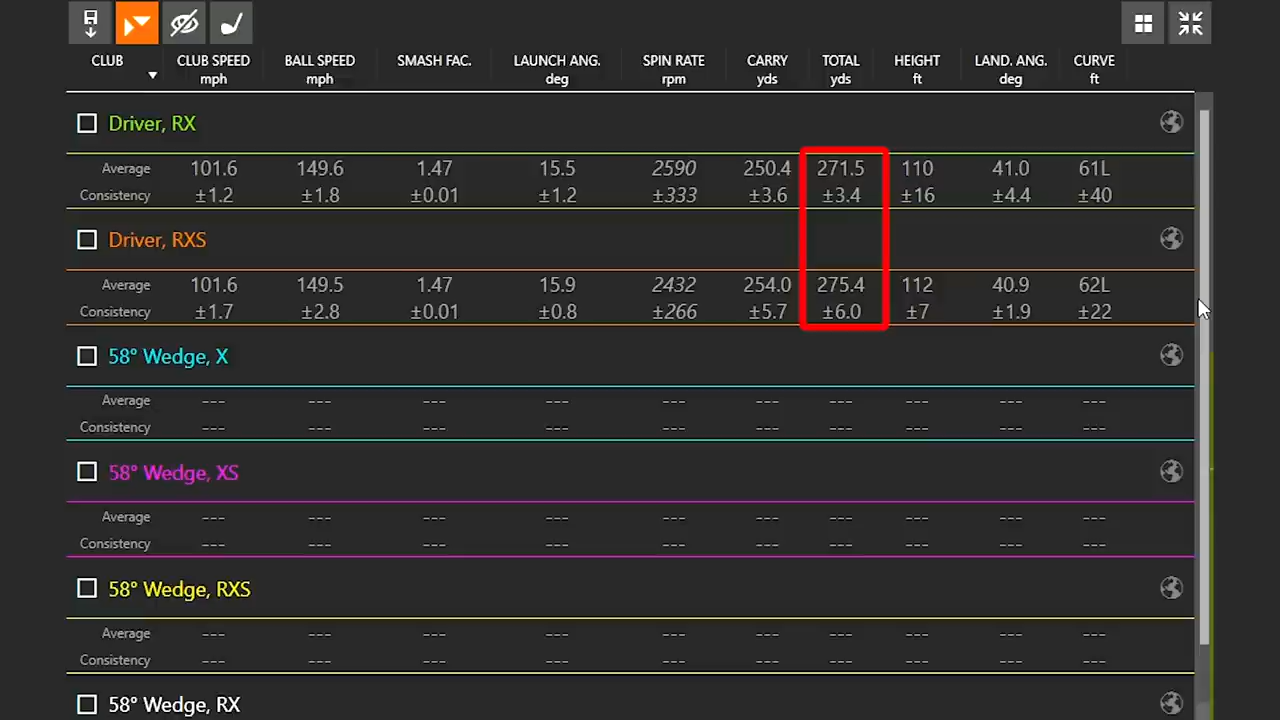 CLUB CLUB SPEED BALL SPEED SMASH FAC. LAUNCH ANG. SPIN RATE CARRY TOTAL HEIGHT LAND. ANG. CURVE
mph mph deg rpm yds yds ft deg ft
Driver, RX
Average 101.6 149.6 1.47 15.5 2590 250.4 271.5 110 41.0 61L
Consistency ±1.2 ±1.8 ±0.01 ±1.2 ±333 ±3.6 ±3.4 ±16 ±4.4 ±40
Driver, RXS
Average 101.6 149.5 1.47 15.9 2432 254.0 275.4 112 40.9 62L
Consistency ±1.7 ±2.8 ±0.01 ±0.8 ±266 ±5.7 ±6.0 ±7 ±1.9 ±22
58° Wedge, X
Average --- --- --- --- --- --- --- --- --- ---
Consistency --- --- --- --- --- --- --- --- --- ---
58° Wedge, XS
Average --- --- --- --- --- --- --- --- --- ---
Consistency --- --- --- --- --- --- --- --- --- ---
58° Wedge, RXS
Average --- --- --- --- --- --- --- --- --- ---
Consistency --- --- --- --- --- --- --- --- --- ---
58° Wedge, RX